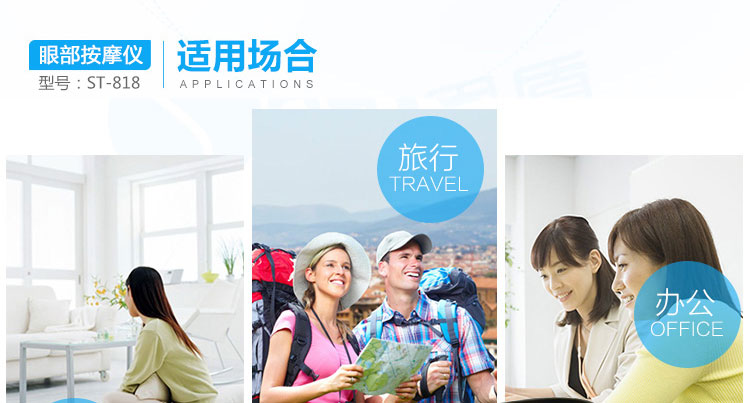 眼部按摩仪
型号：ST-818
适用场合
APPLICATIONS
旅行
TRAVEL
办公
OFFICE